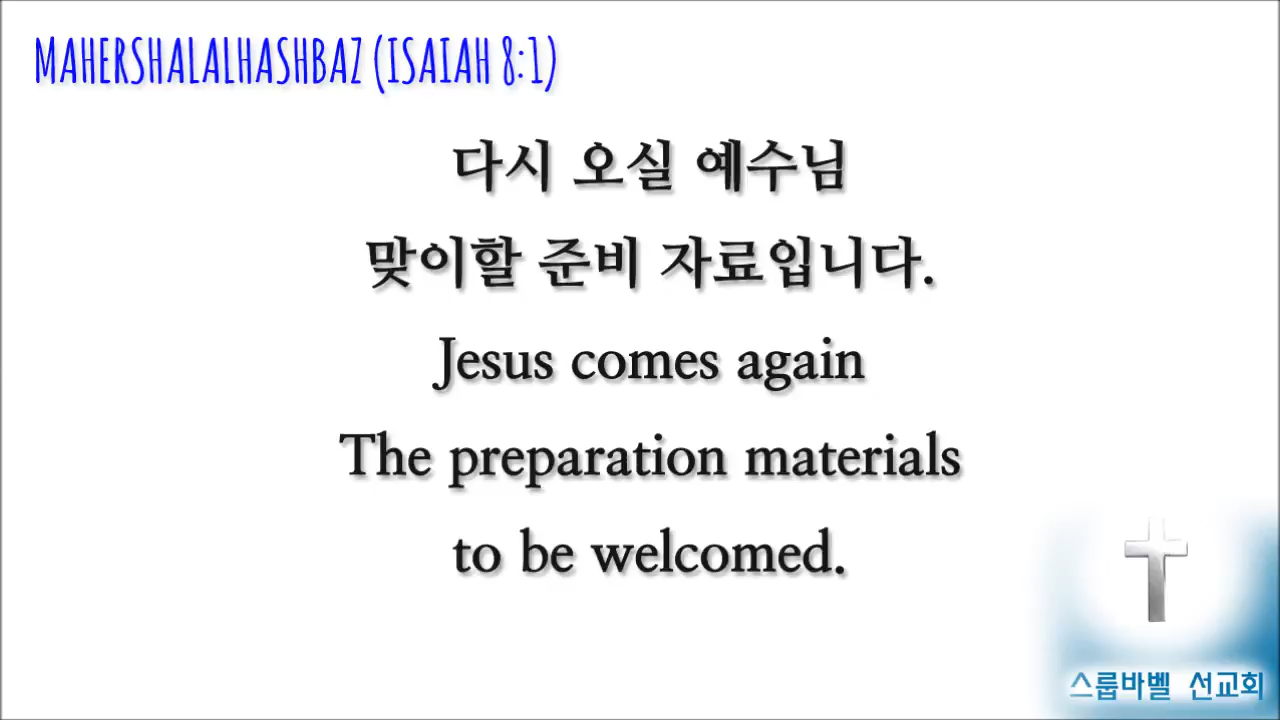 MAHERSHALALHASHBAZ (ISAIAH 8:1)
다시 오실 예수님
맞이할 준비 자료입니다.
Jesus comes again
The preparation materials
to be welcomed.
스룹바벨 선교회